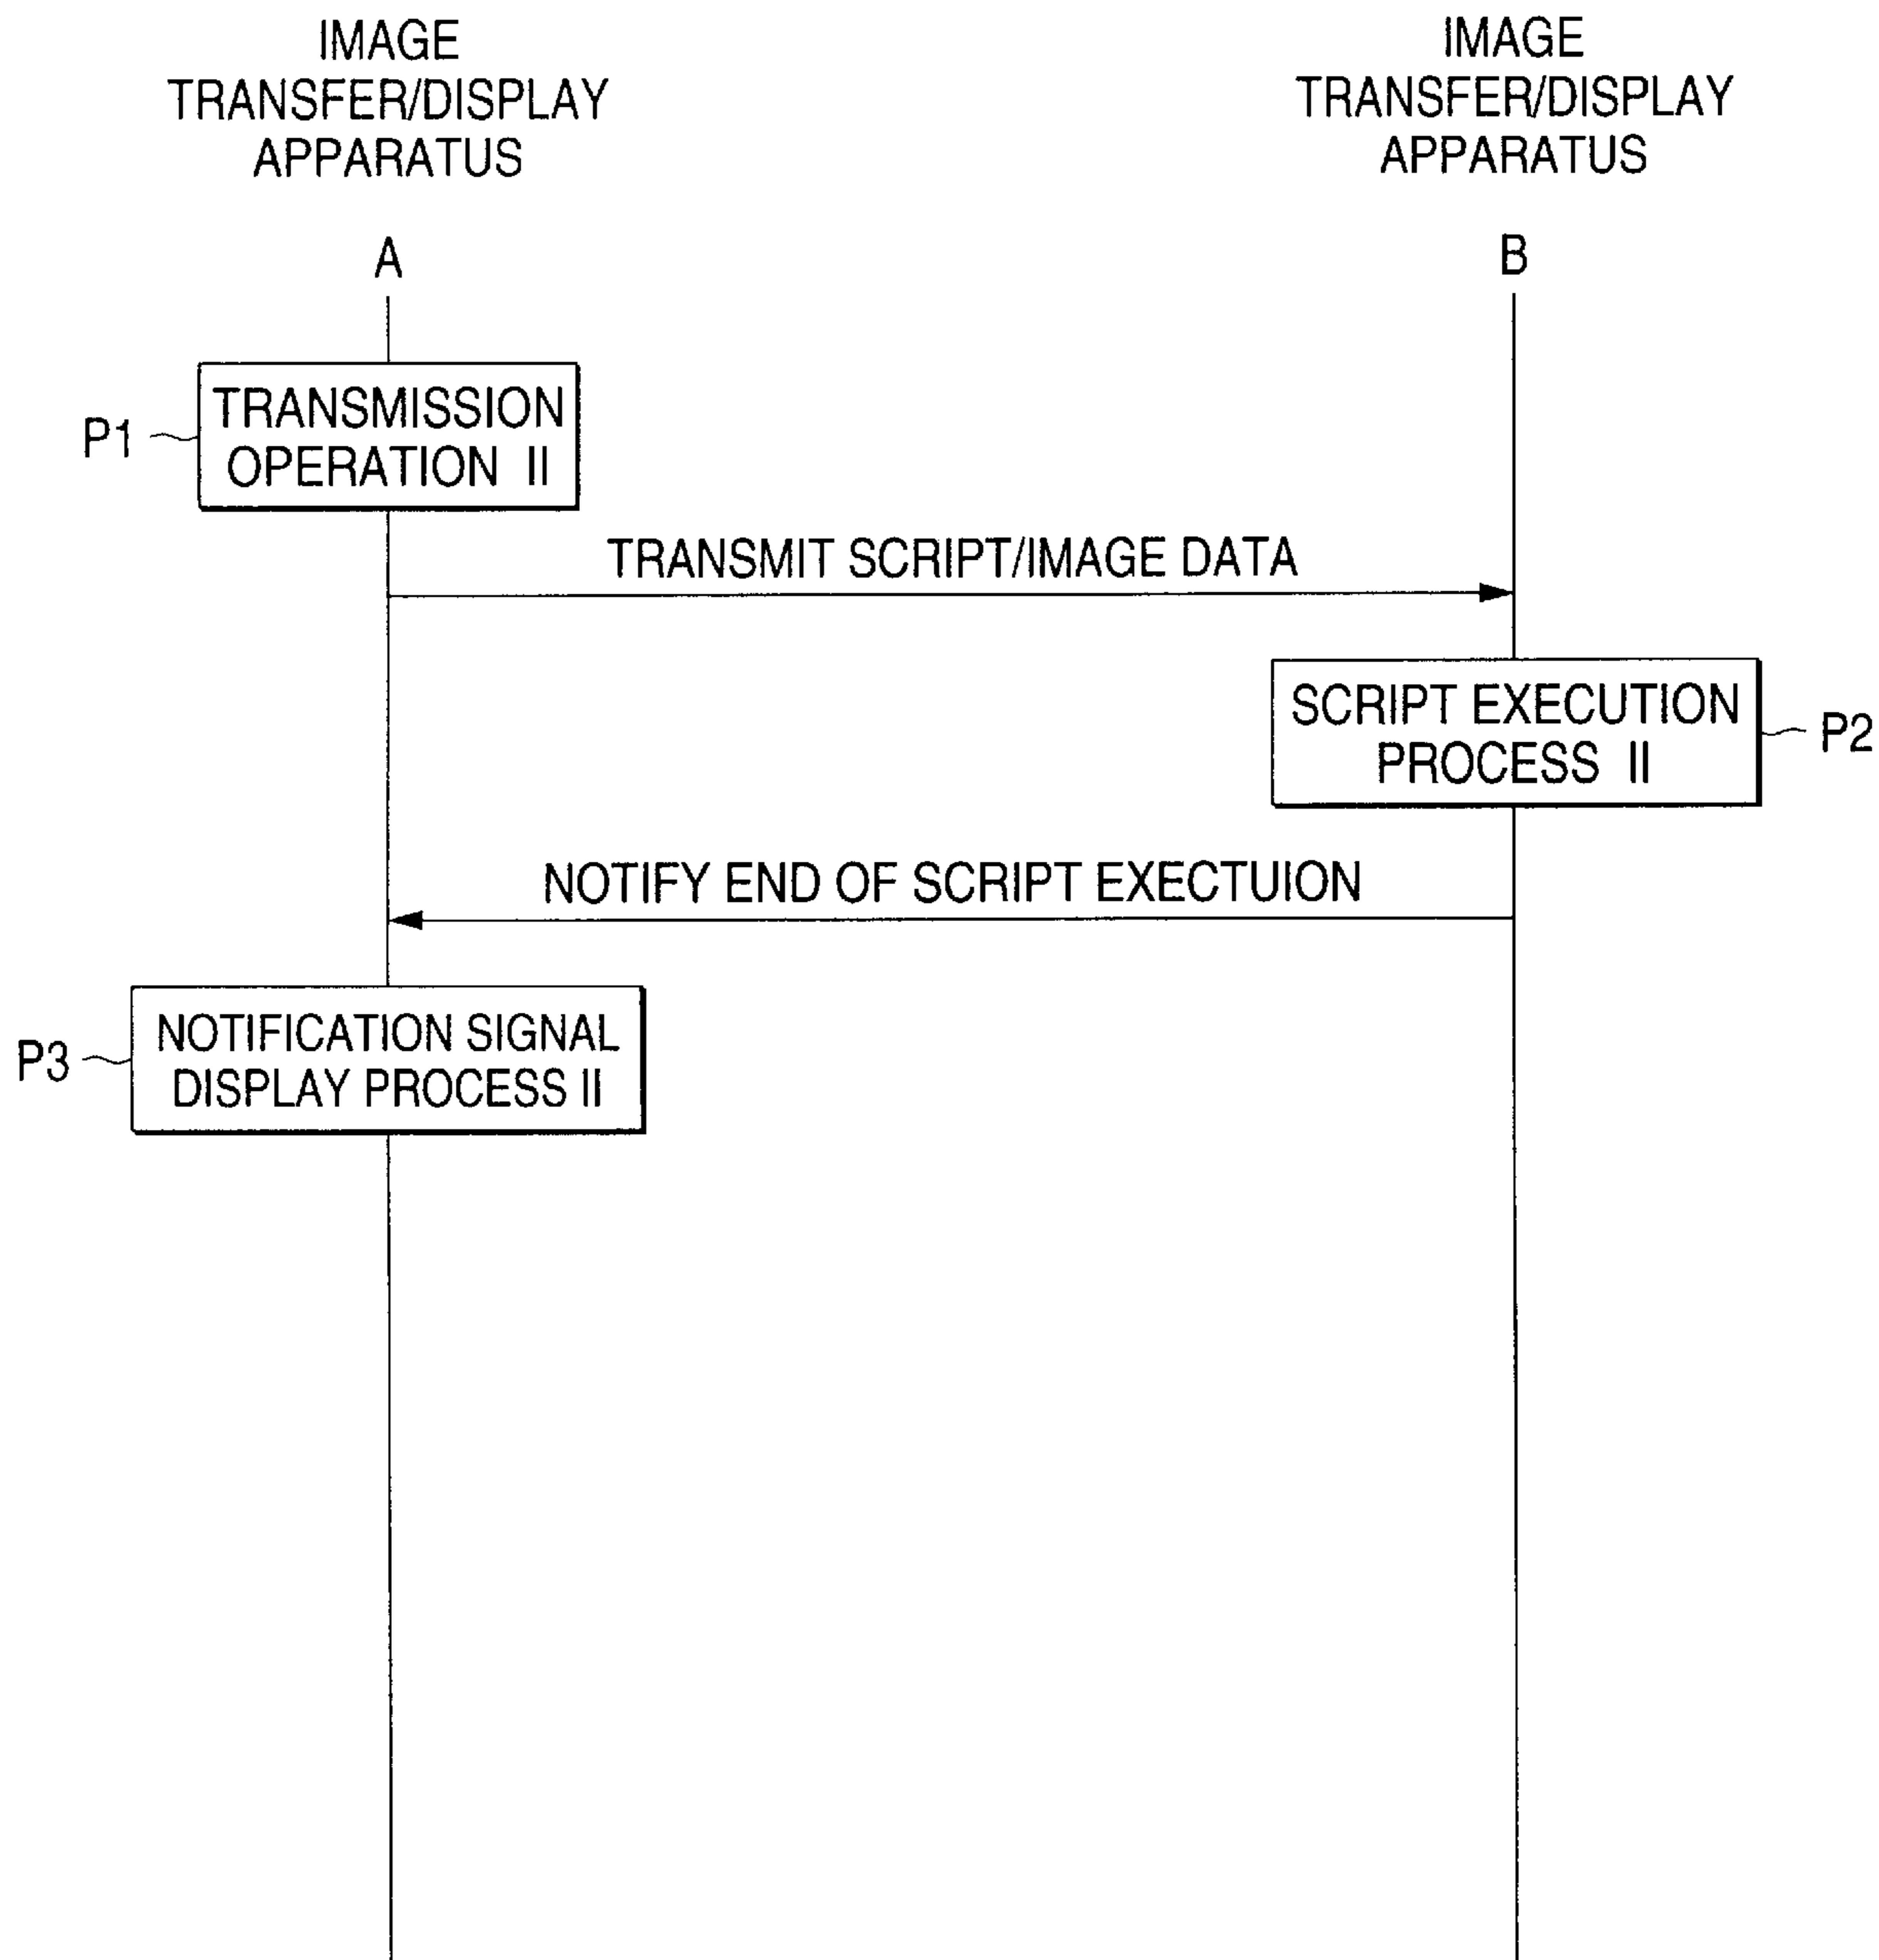 IMAGE
TRANSFER/DISPLAY
APPARATUS
A
IMAGE
TRANSFER/DISPLAY
APPARATUS
B
P1
TRANSMISSION
OPERATION II
TRANSMIT SCRIPT/IMAGE DATA
SCRIPT EXECUTION
PROCESS II
P2
NOTIFY END OF SCRIPT EXECTUION
P3
NOTIFICATION SIGNAL
DISPLAY PROCESS II